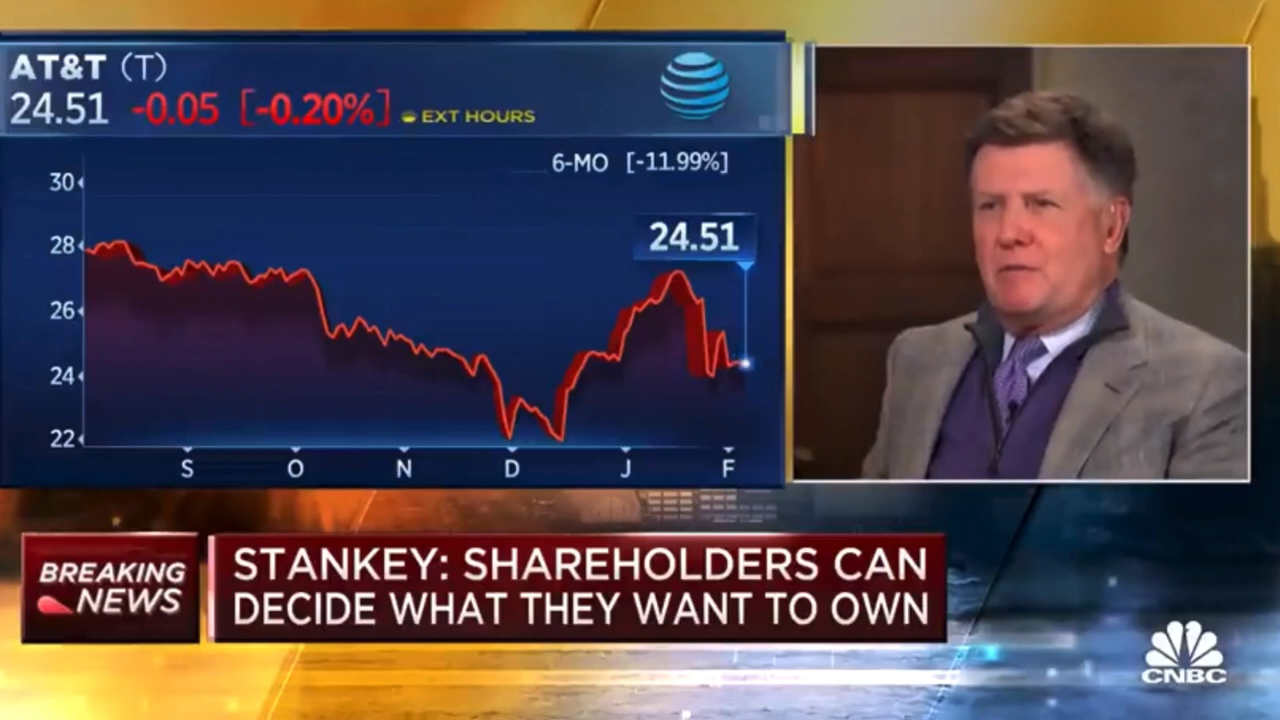 AT&T (T)
24.51 -0.05 [-0.20%] EXT HOURS
6-MO [-11.99%]
30
28
26
24
22
24.51
S O N D J F
BREAKING
NEWS
STANKEY: SHAREHOLDERS CAN
DECIDE WHAT THEY WANT TO OWN
CNBC